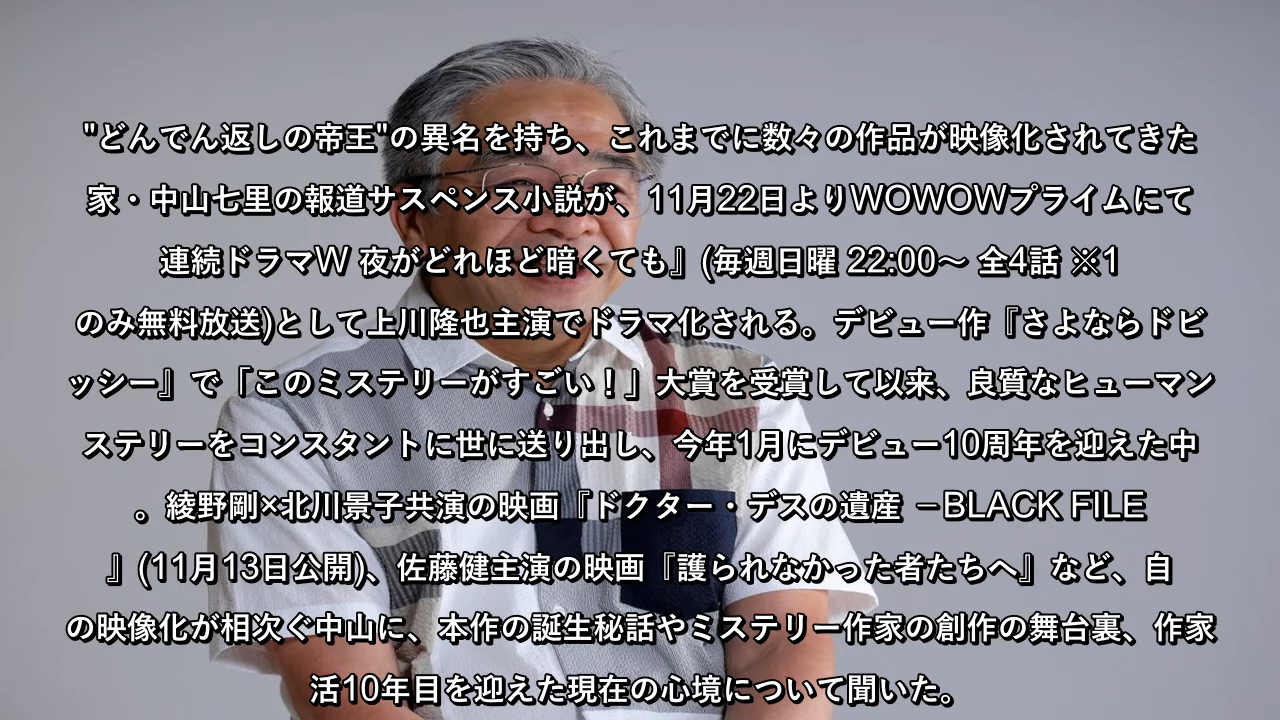 "どんでん返しの帝王"の異名を持ち、これまでに数々の作品が映像化されてきた
家・中山七里の報道サスペンス小説が、11月22日よりWOWOWプライムにて
連続ドラマW 夜がどれほど暗くても』(毎週日曜 22:00〜 全4話 ※1
のみ無料放送)として上川隆也主演でドラマ化される。デビュー作『さよならドビ
ッシー』で「このミステリーがすごい！」大賞を受賞して以来、良質なヒューマン
ステリーをコンスタントに世に送り出し、今年1月にデビュー10周年を迎えた中
。綾野剛×北川景子共演の映画『ドクター・デスの遺産 －BLACK FILE
』(11月13日公開)、佐藤健主演の映画『護られなかった者たちへ』など、自
の映像化が相次ぐ中山に、本作の誕生秘話やミステリー作家の創作の舞台裏、作家
活10年目を迎えた現在の心境について聞いた。